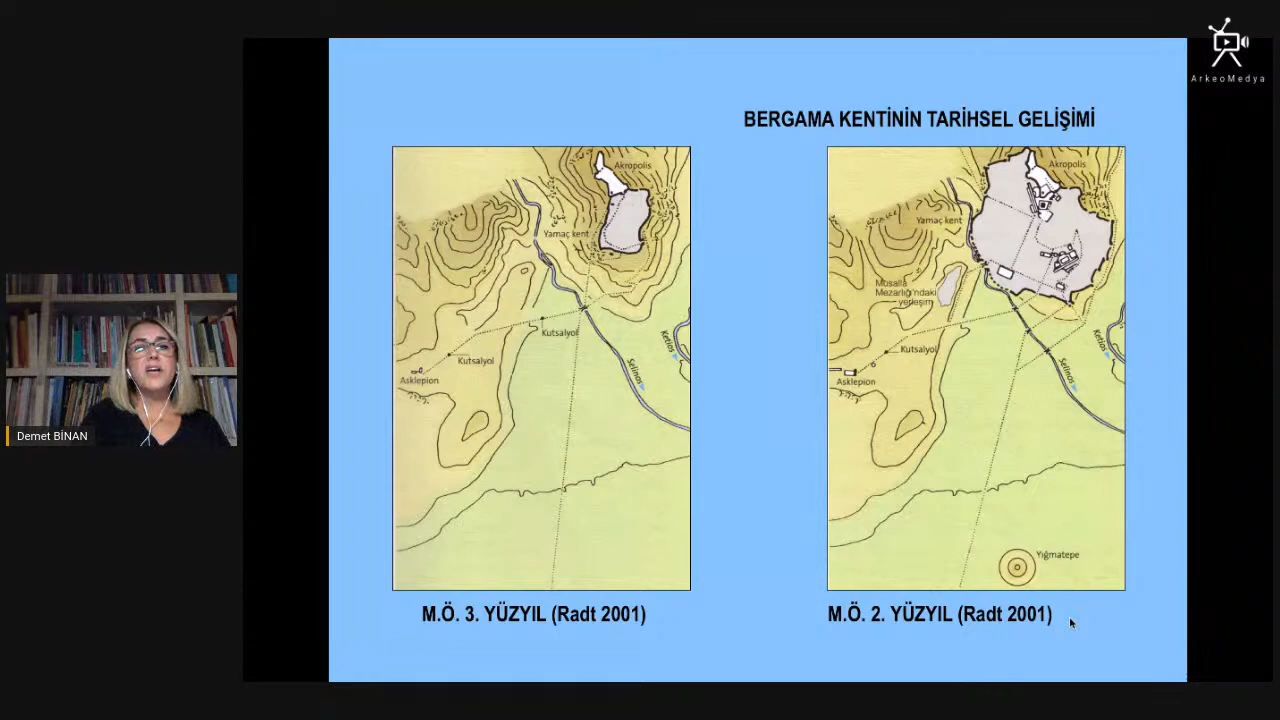 ArkeoMedya
BERGAMA KENTİNİN TARİHSEL GELİŞİMİ
Akropolis
Yamaç kent
Kutsalyol
Kutsalyol
Asklepion
Selinos
Ketios
M.Ö. 3. YÜZYIL (Radt 2001)
Akropolis
Yamaç kent
Musalla
Mezarlığı'ndaki
yerleşim
Kutsalyol
Asklepion
Selinos
Ketios
Yığmatepe
M.Ö. 2. YÜZYIL (Radt 2001)
Demet BİNAN